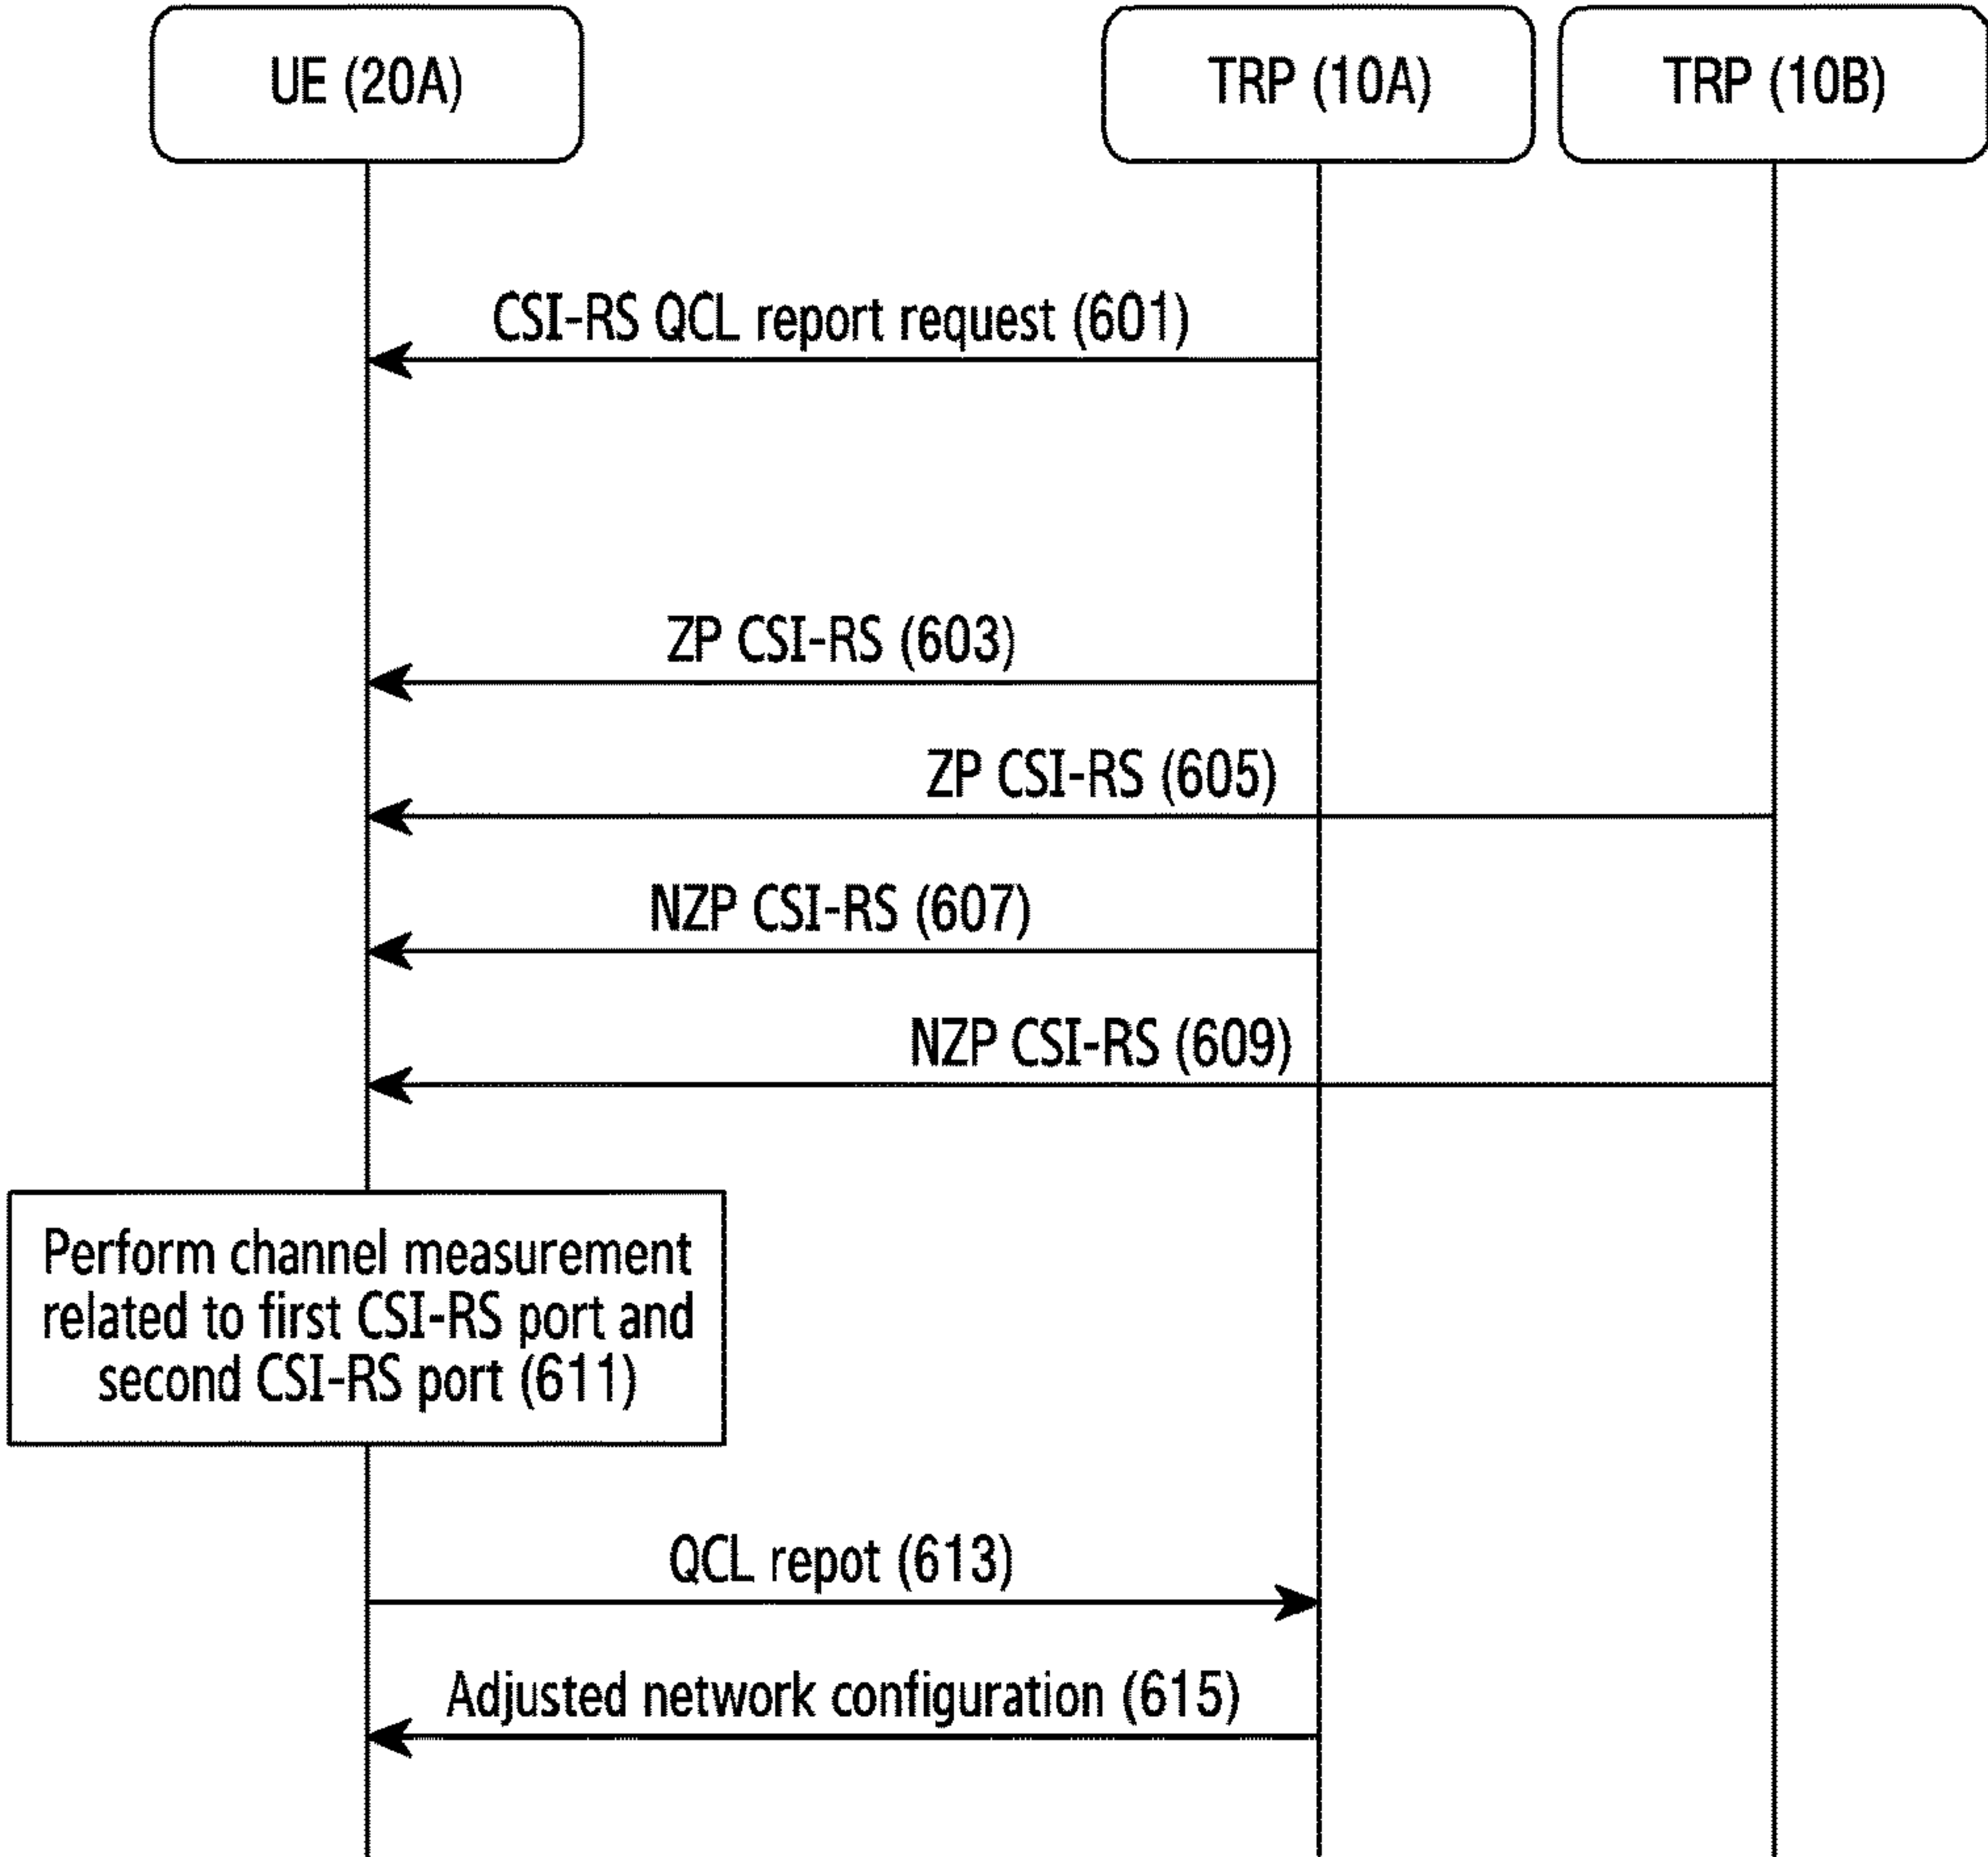 UE (20A)
TRP (10A)
TRP (10B)
CSI-RS QCL report request (601)
ZP CSI-RS (603)
ZP CSI-RS (605)
NZP CSI-RS (607)
NZP CSI-RS (609)
Perform channel measurement
related to first CSI-RS port and
second CSI-RS port (611)
QCL repot (613)
Adjusted network configuration (615)